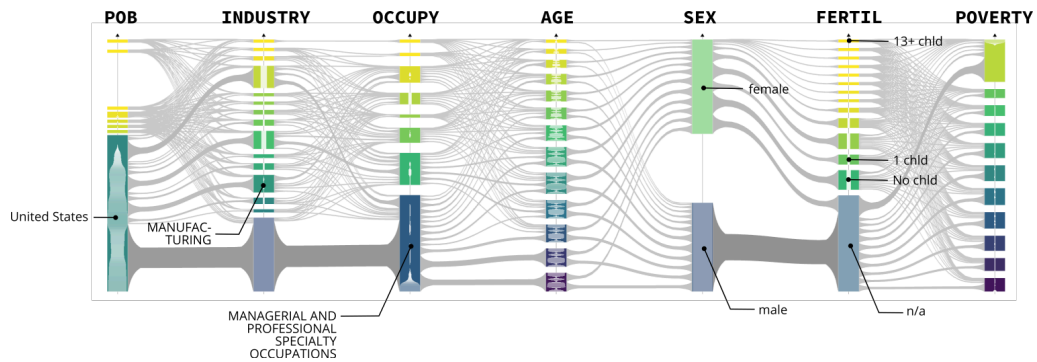 POB INDUSTRY OCCUPY AGE SEX FERTIL POVERTY
13+ chld
female
1 chld
No chld
United States
MANUFAC-
TURING
MANAGERIAL AND
PROFESSIONAL
SPECIALTY
OCCUPATIONS
male
n/a